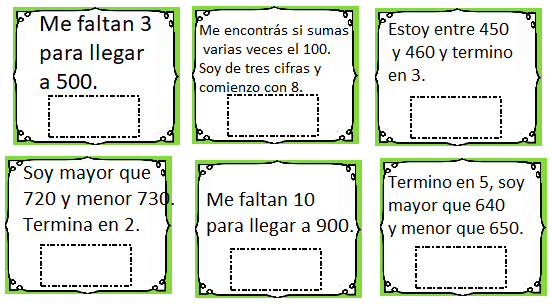 Me faltan 3
para llegar
a 500.
Me encontrás si sumas
varias veces el 100.
Soy de tres cifras y
comienzo con 8.
Estoy entre 450
y 460 y termino
en 3.
Soy mayor que
720 y menor 730.
Termina en 2.
Me faltan 10
para llegar a 900.
Termino en 5, soy
mayor que 640
y menor que 650.